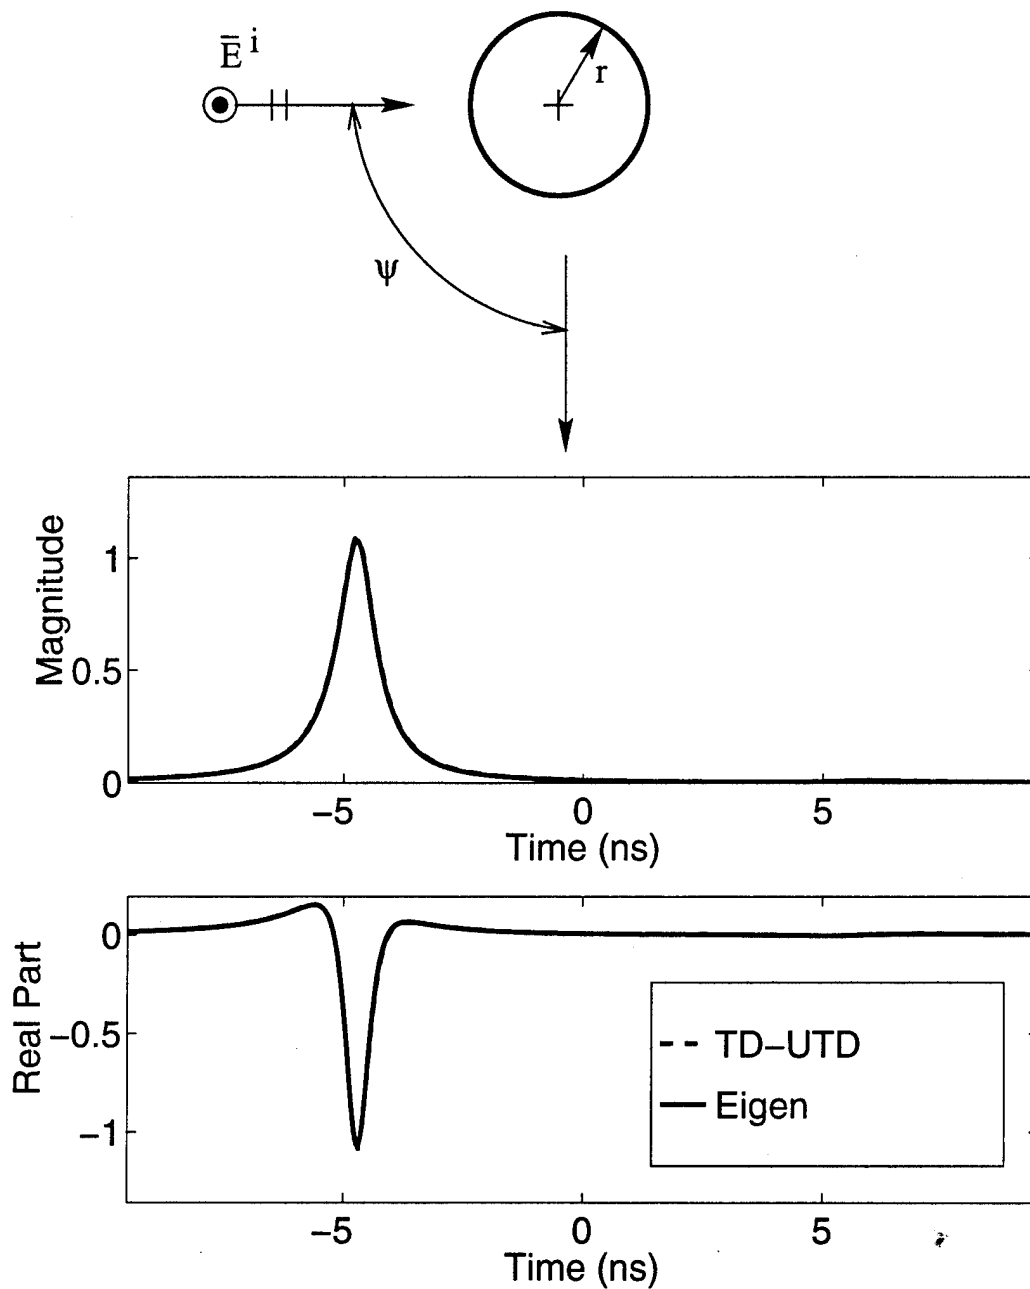 E̅ i
r
ψ
Magnitude
1
0.5
0
−5 0 5
Time (ns)
Real Part
0
−0.5
−1
TD−UTD
Eigen
−5 0 5
Time (ns)